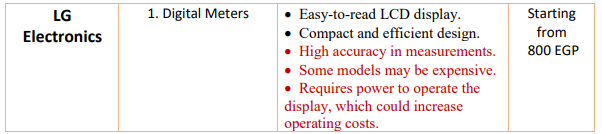 LG
Electronics
1. Digital Meters
• Easy-to-read LCD display.
• Compact and efficient design.
• High accuracy in measurements.
• Some models may be expensive.
• Requires power to operate the
display, which could increase
operating costs.
Starting
from
800 EGP